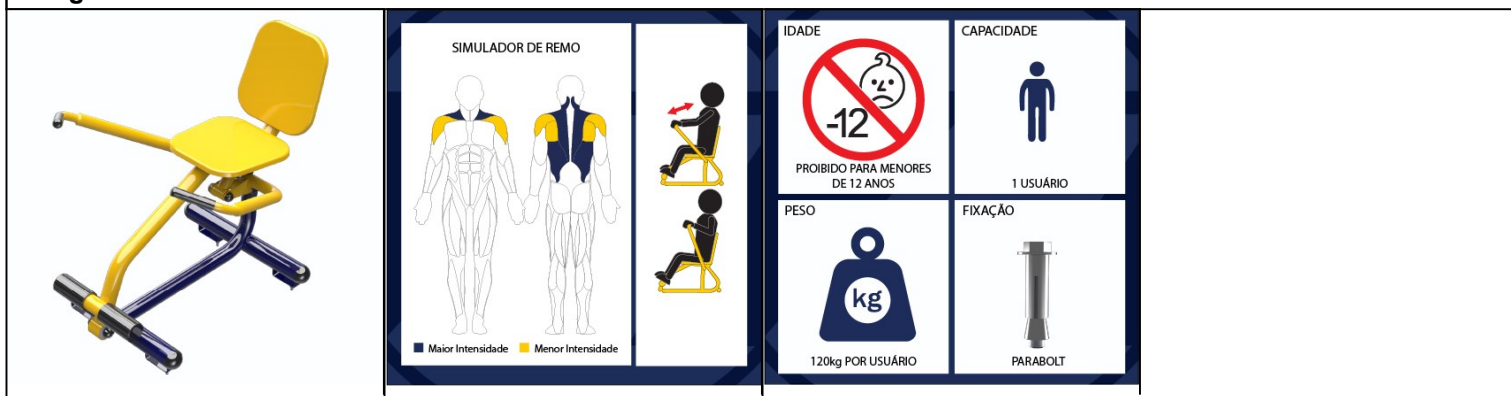 SIMULADOR DE REMO
Maior Intensidade
Menor Intensidade
IDADE
-12
PROIBIDO PARA MENORES
DE 12 ANOS
CAPACIDADE
1 USUÁRIO
PESO
kg
120kg POR USUÁRIO
FIXAÇÃO
PARABOLT